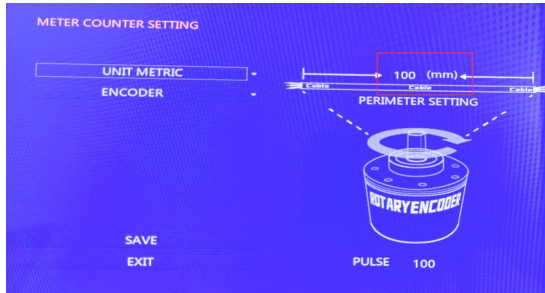 METER COUNTER SETTING
UNIT METRIC
ENCODER
100 (mm)
Cable Cable Cable
PERIMETER SETTING
ROTARYENCODER
SAVE
EXIT
PULSE 100